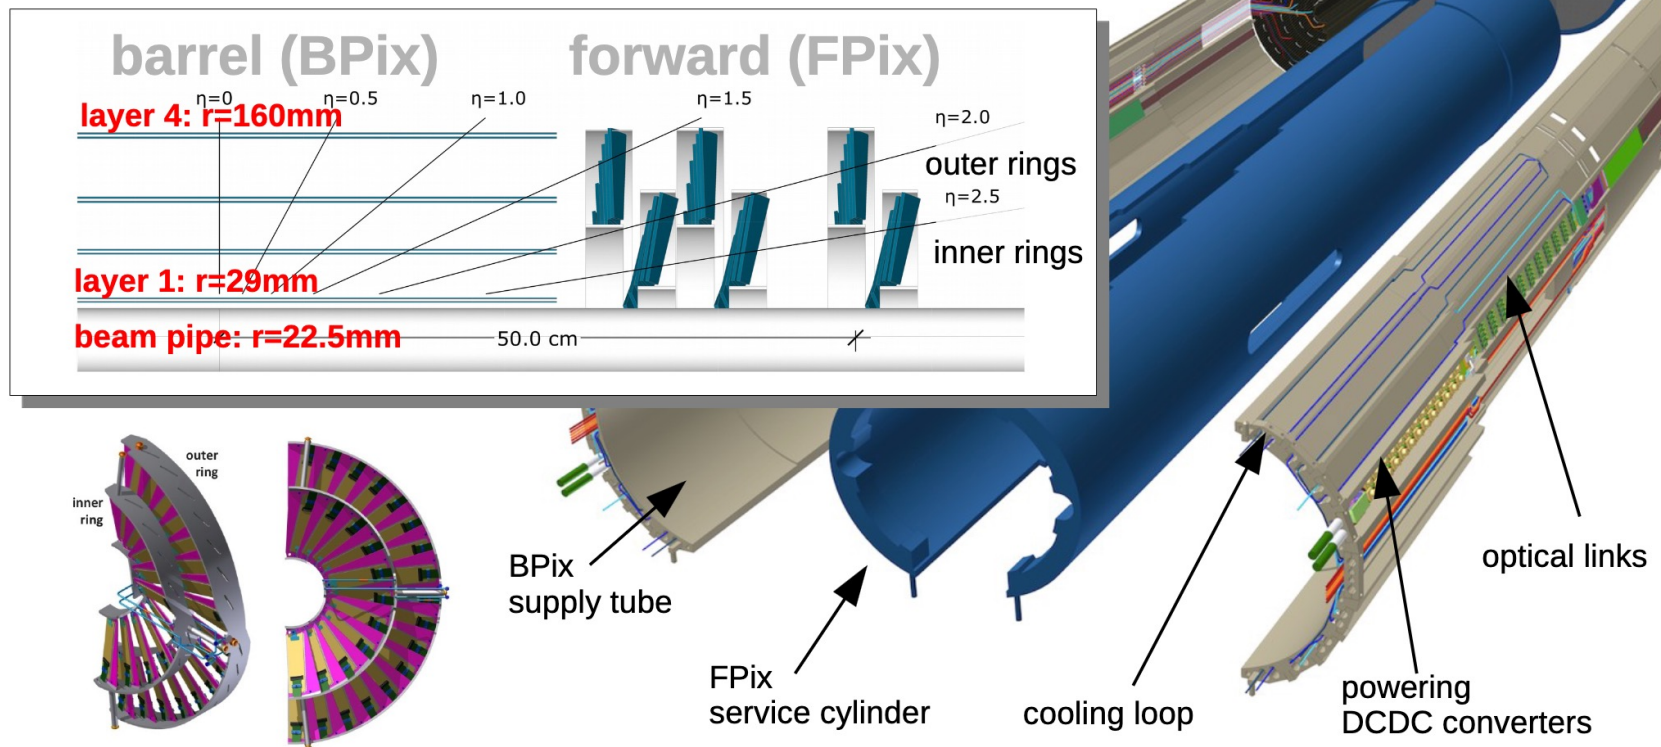 barrel (BPix)
forward (FPix)
η=0
η=0.5
η=1.0
η=1.5
layer 4: r=160mm
η=2.0
outer rings
η=2.5
inner rings
layer 1: r=29mm
beam pipe: r=22.5mm
50.0 cm
outer
ring
inner
ring
BPix
supply tube
FPix
service cylinder
cooling loop
powering
DCDC converters
optical links